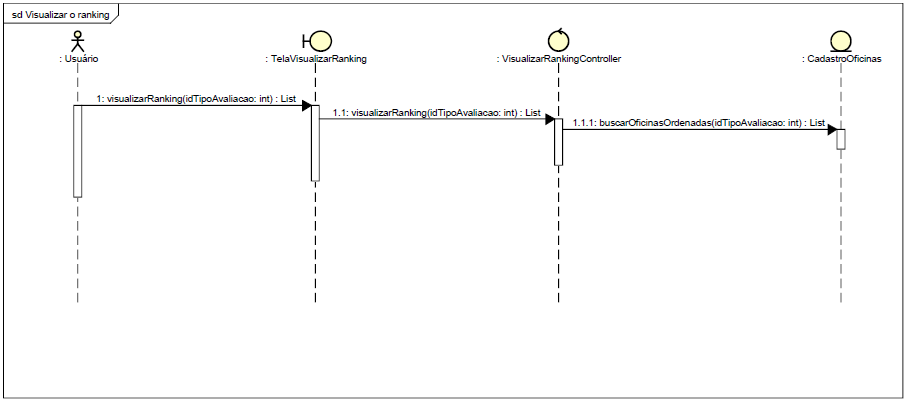 sd Visualizar o ranking
: Usuário
: TelaVisualizarRanking
: VisualizarRankingController
: CadastroOficinas
1: visualizarRanking(idTipoAvaliacao: int) : List
1.1: visualizarRanking(idTipoAvaliacao: int) : List
1.1.1: buscarOficinasOrdenadas(idTipoAvaliacao: int) : List